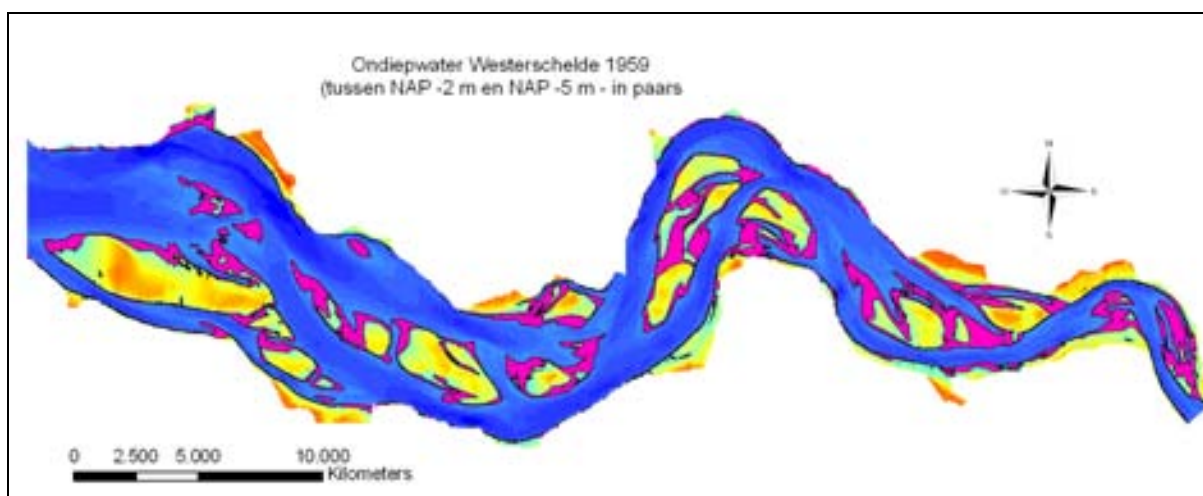 Ondiepwater Westerschelde 1959
(tussen NAP -2 m en NAP -5 m - in paars
N
S
0 2.500 5.000 10.000
Kilometers